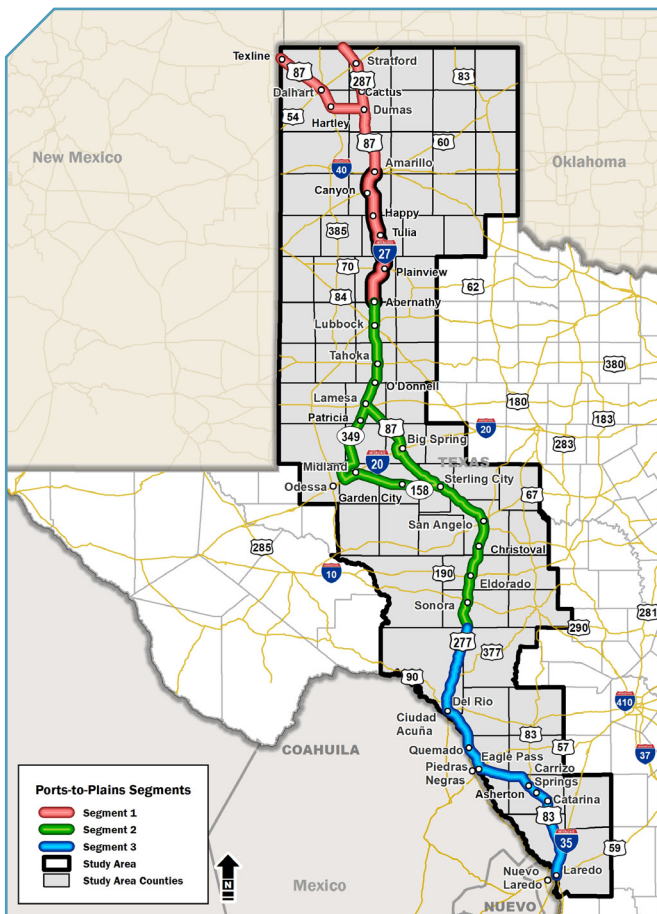 Texline
87
Stratford
287
83
Dalhart
Cactus
54
Dumas
Hartley
87
60
New Mexico
Oklahoma
40
Amarillo
Canyon
Happy
385
Tulia
27
70
Plainview
62
84
Abernathy
Lubbock
Tahoka
380
O'Donnell
Lamesa
180
Patricia
183
87
20
349
Big Spring
283
Midland
20
TEXAS
Sterling City
Odessa
158
67
Garden City
San Angelo
285
Christoval
10
190
Eldorado
Sonora
281
290
277
377
90
Del Rio
410
Ciudad
Acuña
83
57
COAHUILA
Quemado
Eagle Pass
37
Piedras
Negras
Carrizo
Springs
Asherton
Catarina
83
35
59
Laredo
Nuevo
Laredo
Mexico
NUEVO
Ports-to-Plains Segments
Segment 1
Segment 2
Segment 3
Study Area
Study Area Counties
N